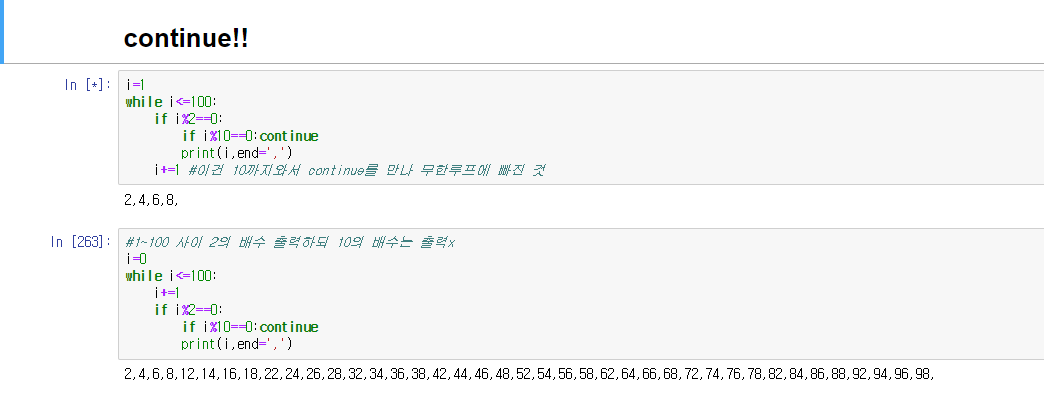 continue!!
In [*]:
i=1
while i<=100:
    if i%2==0:
        if i%10==0:continue
        print(i,end=',')
    i+=1 #이건 10까지와서 continue를 만나 무한루프에 빠진 것
2,4,6,8,
In [263]:
#1~100 사이 2의 배수 출력하되 10의 배수는 출력x
i=0
while i<=100:
    i+=1
    if i%2==0:
        if i%10==0:continue
        print(i,end=',')
2,4,6,8,12,14,16,18,22,24,26,28,32,34,36,38,42,44,46,48,52,54,56,58,62,64,66,68,72,74,76,78,82,84,86,88,92,94,96,98,